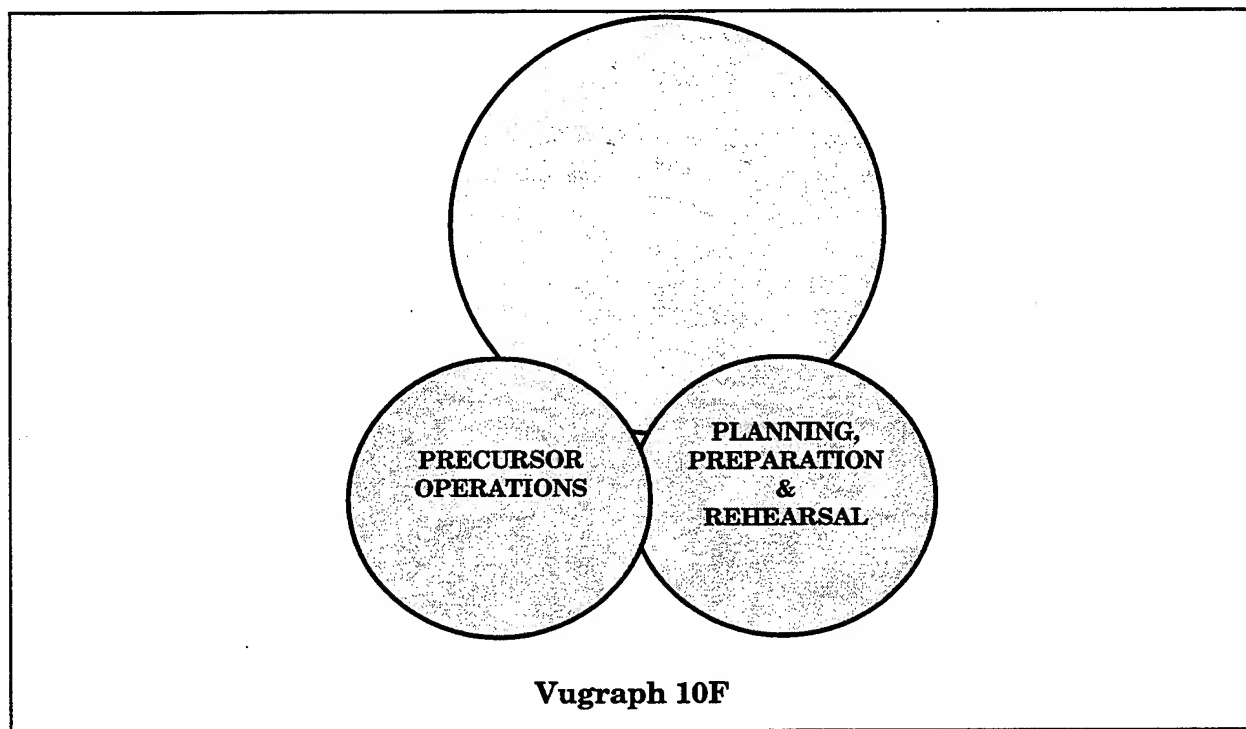 PRECURSOR
OPERATIONS
PLANNING,
PREPARATION
&
REHEARSAL
Vugraph 10F